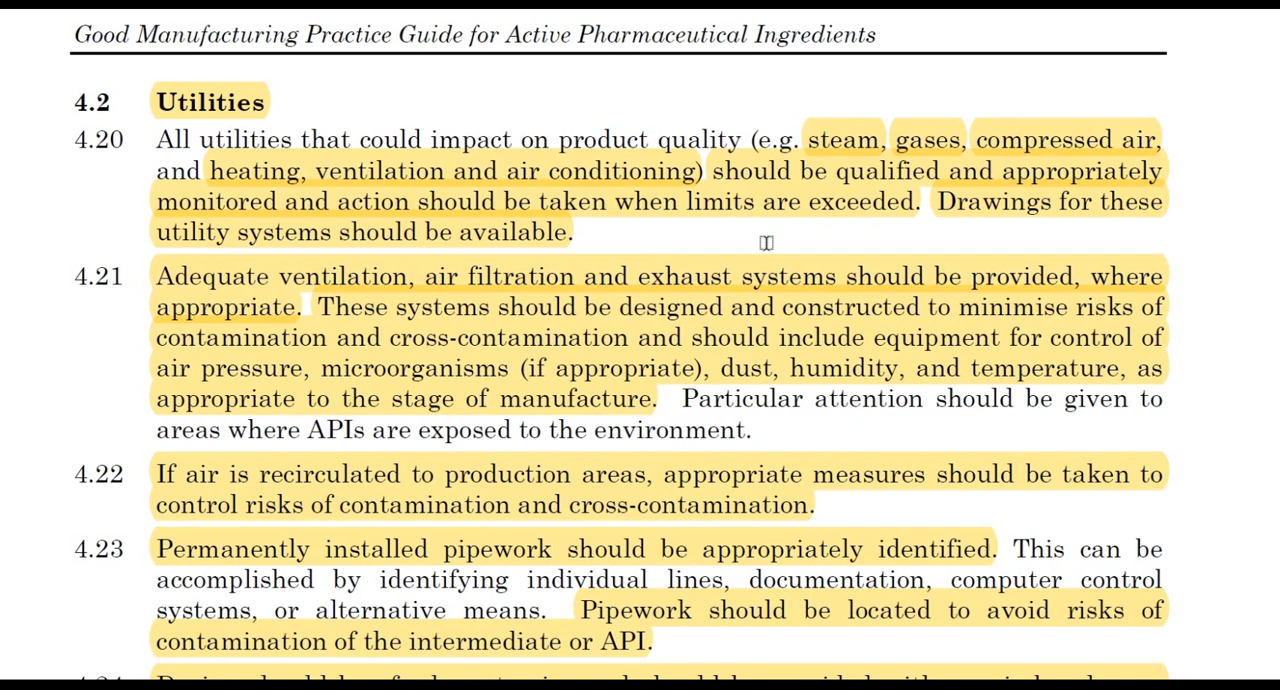 Good Manufacturing Practice Guide for Active Pharmaceutical Ingredients
4.2 Utilities
4.20 All utilities that could impact on product quality (e.g. steam, gases, compressed air,
and heating, ventilation and air conditioning) should be qualified and appropriately
monitored and action should be taken when limits are exceeded. Drawings for these
utility systems should be available.
4.21 Adequate ventilation, air filtration and exhaust systems should be provided, where
appropriate. These systems should be designed and constructed to minimise risks of
contamination and cross-contamination and should include equipment for control of
air pressure, microorganisms (if appropriate), dust, humidity, and temperature, as
appropriate to the stage of manufacture. Particular attention should be given to
areas where APIs are exposed to the environment.
4.22 If air is recirculated to production areas, appropriate measures should be taken to
control risks of contamination and cross-contamination.
4.23 Permanently installed pipework should be appropriately identified. This can be
accomplished by identifying individual lines, documentation, computer control
systems, or alternative means. Pipework should be located to avoid risks of
contamination of the intermediate or API.